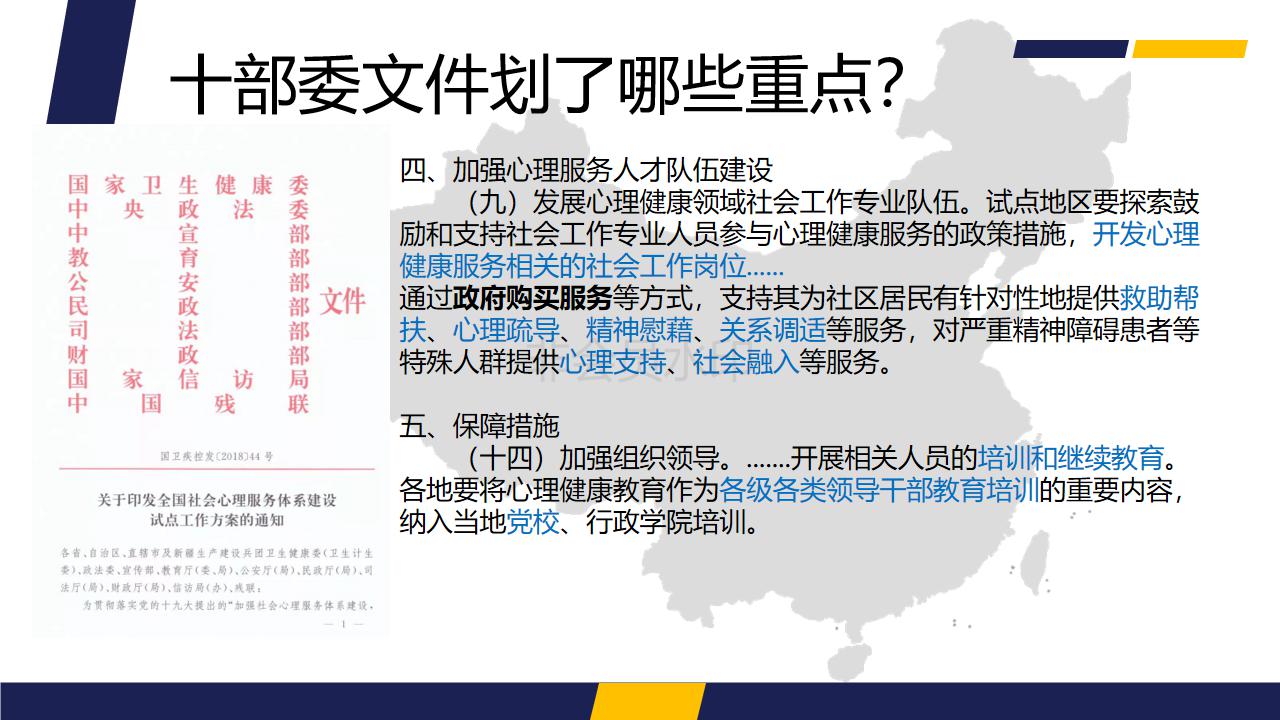 十部委文件划了哪些重点？
国家卫生健康委
中央政法委
中宣部
教育部
公安部
民政部
司法部
财政部
国家信访局
中国残联
文件
国卫疾控发〔2018〕44号
关于印发全国社会心理服务体系建设
试点工作方案的通知
各省、自治区、直辖市及新疆生产建设兵团卫生健康委（卫生计生
委）、政法委、宣传部、教育厅（委、局）、公安厅（局）、民政厅（局）、司
法厅（局）、财政厅（局）、信访局（办）、残联：
为贯彻落实党的十九大提出的“加强社会心理服务体系建设，
— 1 —
四、加强心理服务人才队伍建设
（九）发展心理健康领域社会工作专业队伍。试点地区要探索鼓
励和支持社会工作专业人员参与心理健康服务的政策措施，开发心理
健康服务相关的社会工作岗位......
通过政府购买服务等方式，支持其为社区居民有针对性地提供救助帮
扶、心理疏导、精神慰藉、关系调适等服务，对严重精神障碍患者等
特殊人群提供心理支持、社会融入等服务。
非会员水印
五、保障措施
（十四）加强组织领导。.......开展相关人员的培训和继续教育。
各地要将心理健康教育作为各级各类领导干部教育培训的重要内容，
纳入当地党校、行政学院培训。